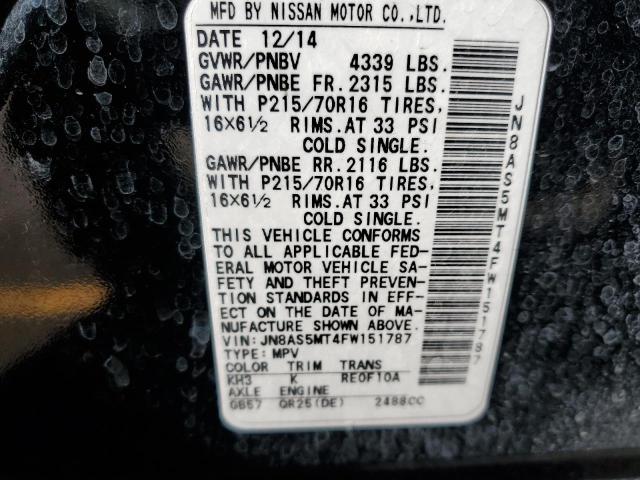 MFD BY NISSAN MOTOR CO.,LTD.
DATE 12/14
GVWR/PNBV 4339 LBS.
GAWR/PNBE FR. 2315 LBS.
WITH P215/70R16 TIRES,
16X6½ RIMS. AT 33 PSI
COLD SINGLE.
GAWR/PNBE RR. 2116 LBS.
WITH P215/70R16 TIRES,
16X6½ RIMS. AT 33 PSI
COLD SINGLE.
THIS VEHICLE CONFORMS
TO ALL APPLICABLE FED-
ERAL MOTOR VEHICLE SA-
FETY AND THEFT PREVEN-
TION STANDARDS IN EFF-
ECT ON THE DATE OF MA-
NUFACTURE SHOWN ABOVE.
VIN: JN8AS5MT4FW151787
TYPE: MPV
COLOR TRIM TRANS
KH3 K RE0F10A
AXLE ENGINE
GB57 QR25(DE) 2488CC
JN8AS5MT4FW151787